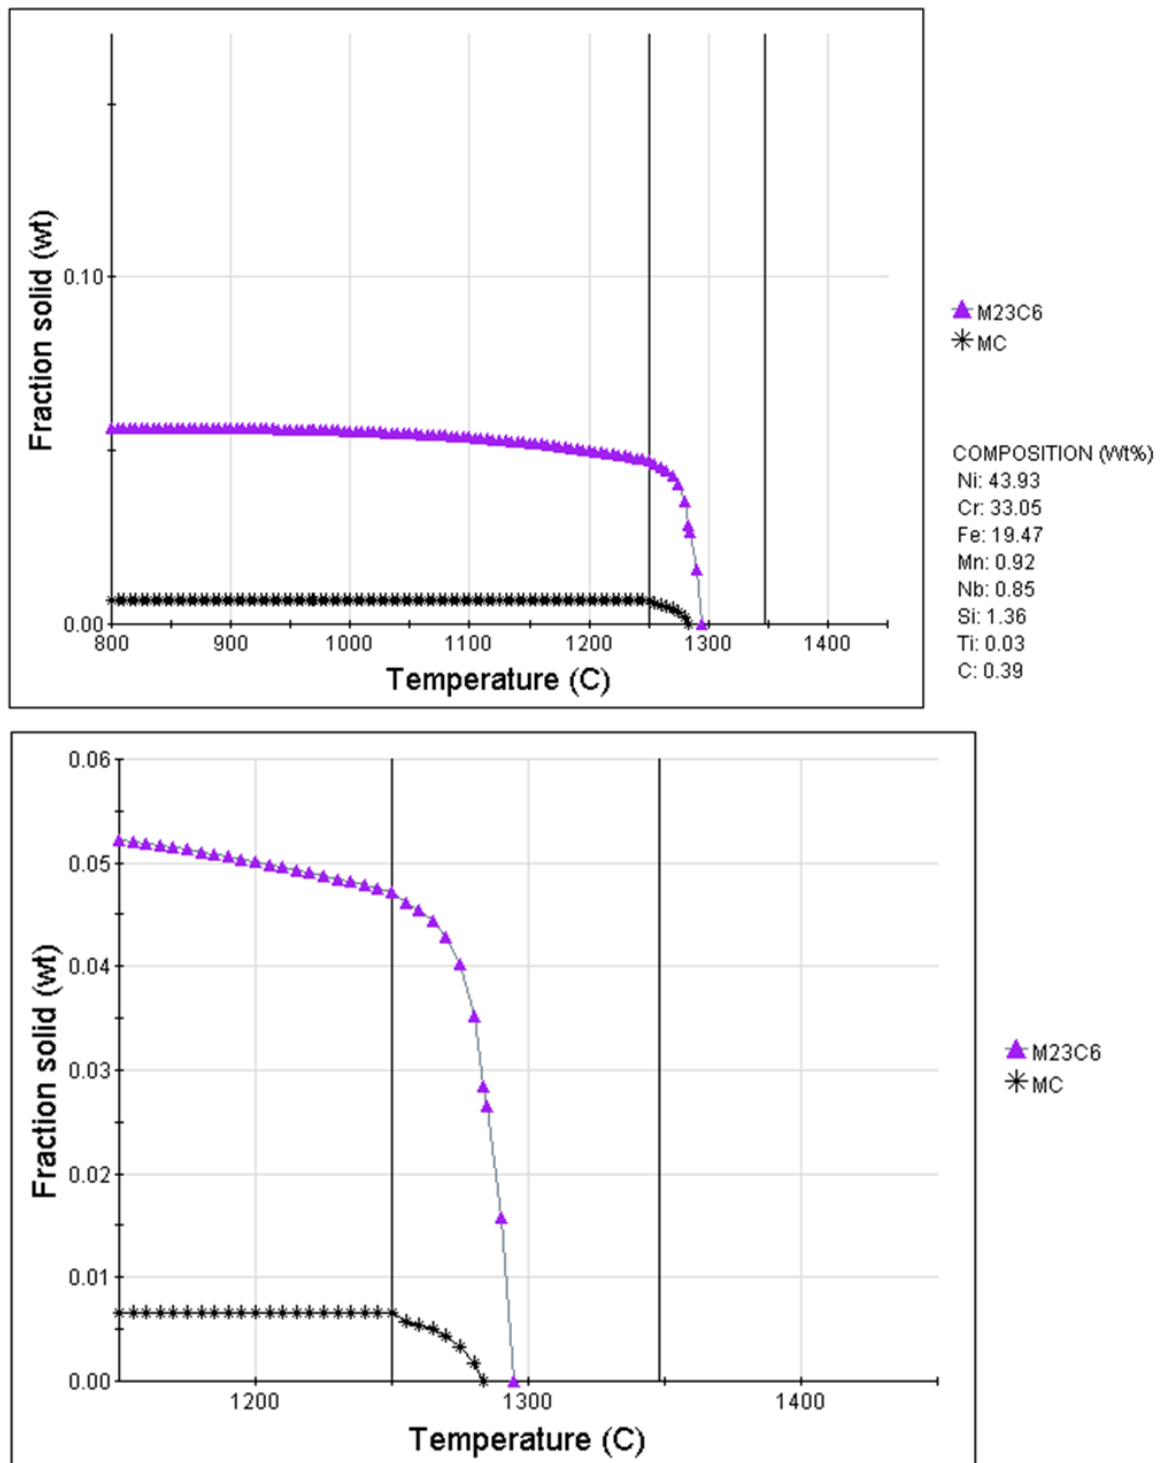 Fraction solid (wt)
0.10
0.00
800 900 1000 1100 1200 1300 1400
Temperature (C)
M23C6
MC
COMPOSITION (Wt%)
Ni: 43.93
Cr: 33.05
Fe: 19.47
Mn: 0.92
Nb: 0.85
Si: 1.36
Ti: 0.03
C: 0.39
Fraction solid (wt)
0.06
0.05
0.04
0.03
0.02
0.01
0.00
1200 1300 1400
Temperature (C)
M23C6
MC